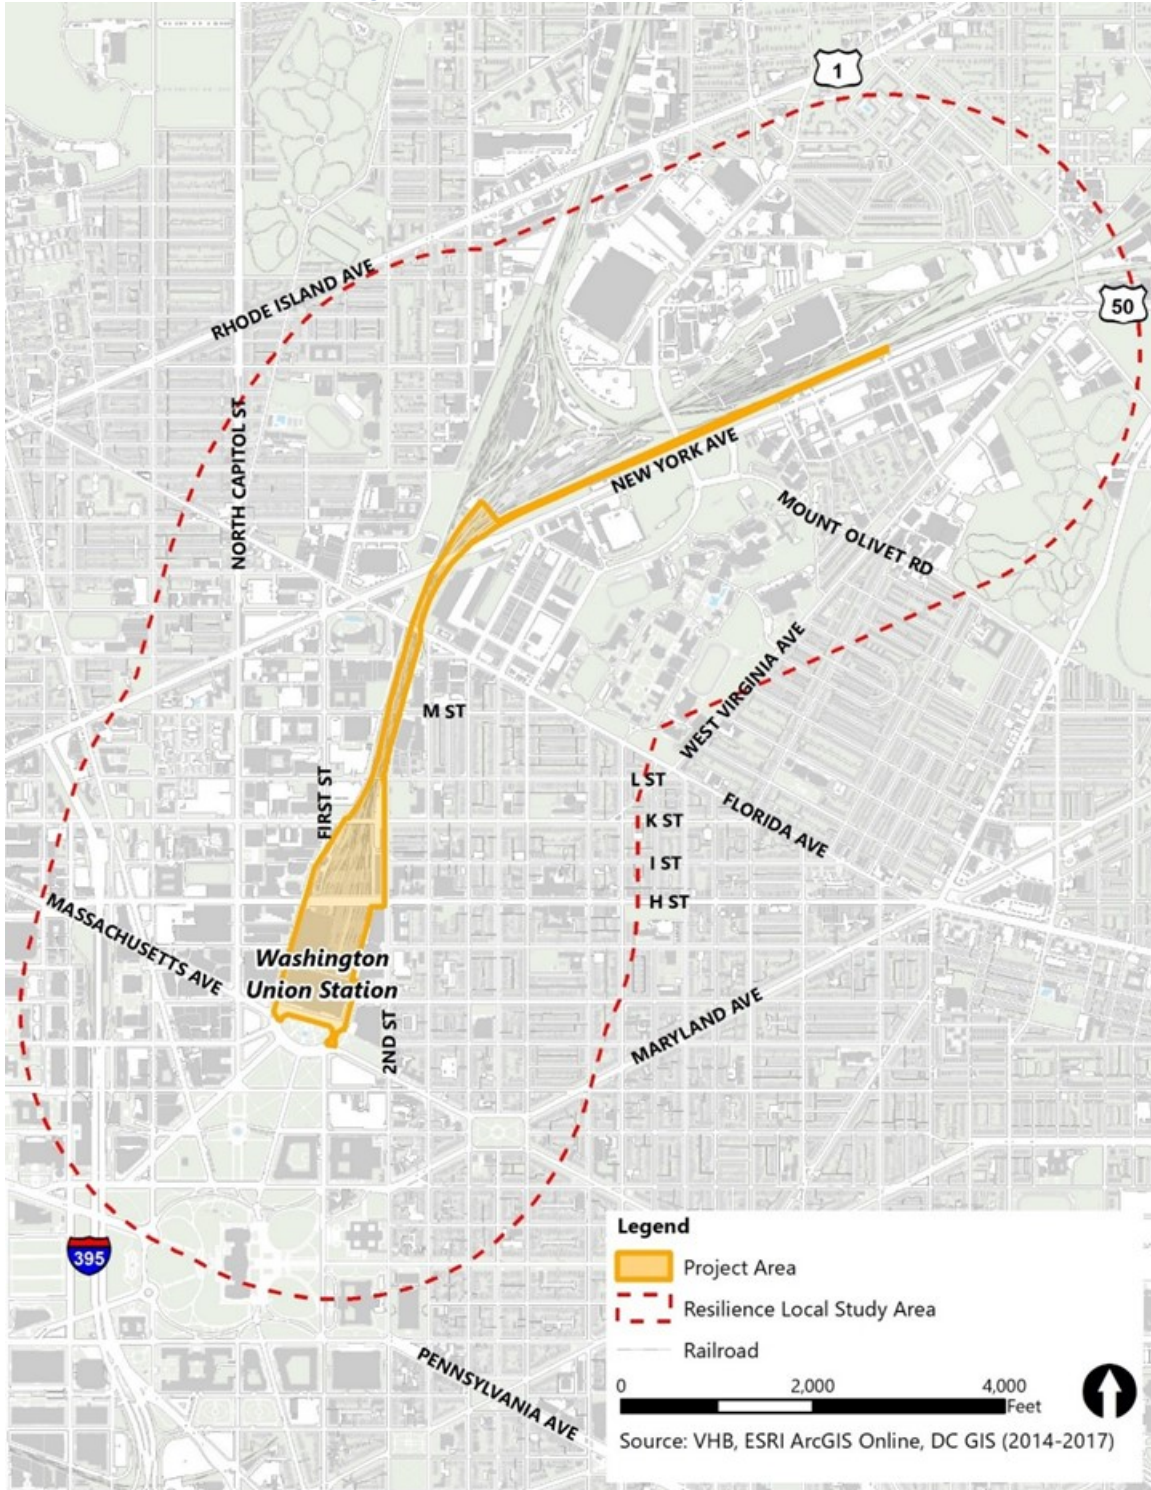 1
50
RHODE ISLAND AVE
NORTH CAPITOL ST
NEW YORK AVE
MOUNT OLIVET RD
WEST VIRGINIA AVE
M ST
FIRST ST
L ST
K ST
I ST
H ST
FLORIDA AVE
MASSACHUSETTS AVE
Washington
Union Station
2ND ST
MARYLAND AVE
395
PENNSYLVANIA AVE
Legend
Project Area
Resilience Local Study Area
Railroad
0 2,000 4,000
Feet
Source: VHB, ESRI ArcGIS Online, DC GIS (2014-2017)